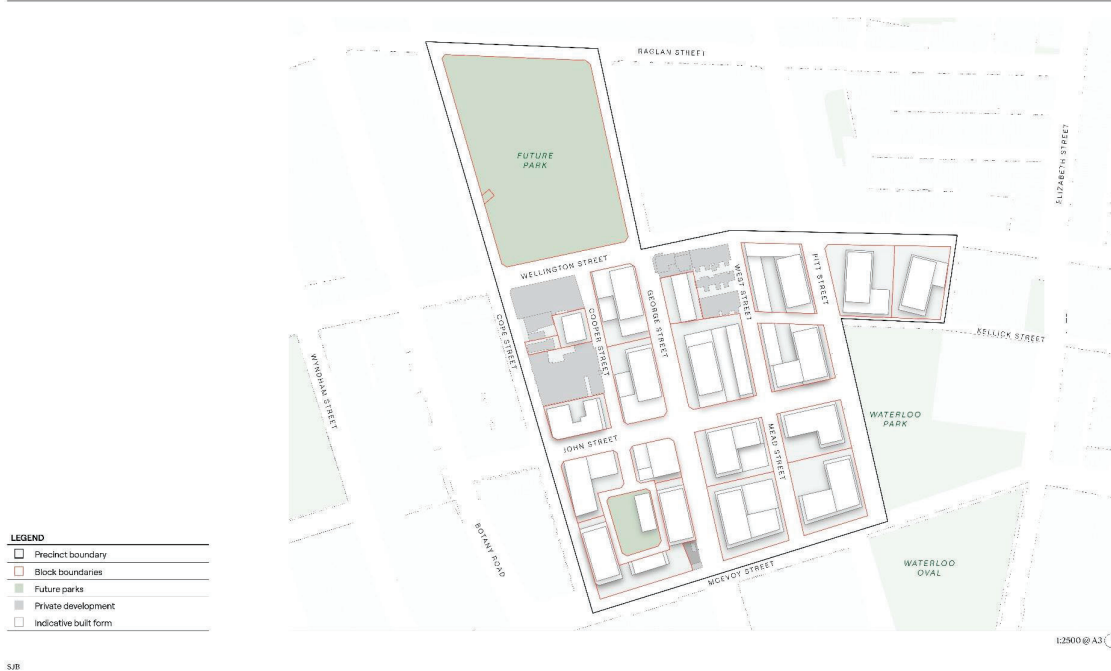 RAGLAN STREET
ELIZABETH STREET
FUTURE
PARK
WELLINGTON STREET
WEST STREET
PITT STREET
GEORGE STREET
COOPER STREET
COPE STREET
KELLICK STREET
WYNDHAM STREET
WATERLOO
PARK
MEAD STREET
JOHN STREET
BOTANY ROAD
MCEVOY STREET
WATERLOO
OVAL
LEGEND
Precinct boundary
Block boundaries
Future parks
Private development
Indicative built form
1:2500 @ A3
SJB